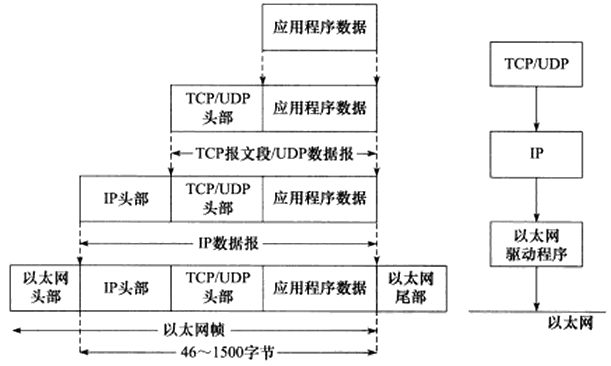 应用程序数据
TCP/UDP
头部
应用程序数据
TCP报文段/UDP数据报
IP头部
TCP/UDP
头部
应用程序数据
IP数据报
以太网
头部
IP头部
TCP/UDP
头部
应用程序数据
以太网
尾部
以太网帧
46～1500字节
TCP/UDP
IP
以太网
驱动程序
以太网